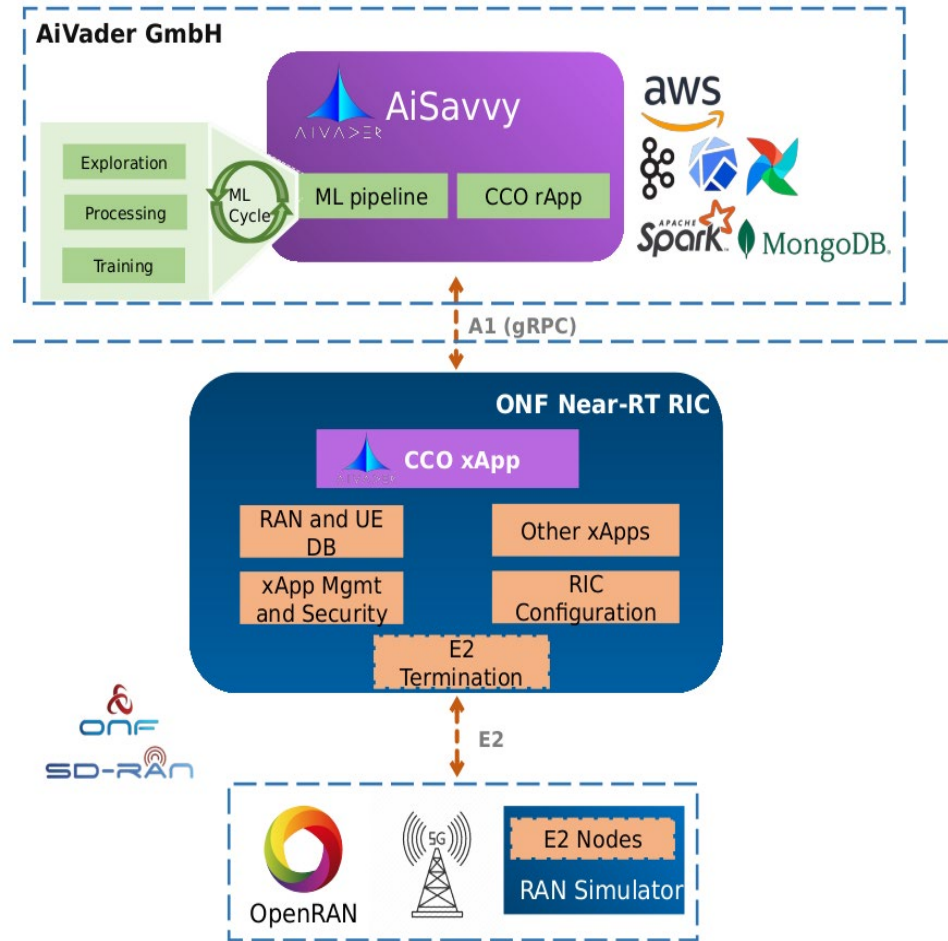 AiVader GmbH
AiSavvy
AIVADER
aws
Exploration
Processing
Training
ML
Cycle
ML pipeline
CCO rApp
APACHE
Spark
MongoDB
A1 (gRPC)
ONF Near-RT RIC
CCO xApp
AIVADER
RAN and UE
DB
Other xApps
xApp Mgmt
and Security
RIC
Configuration
E2
Termination
ONF
SD-RAN
E2
5G
E2 Nodes
OpenRAN
RAN Simulator